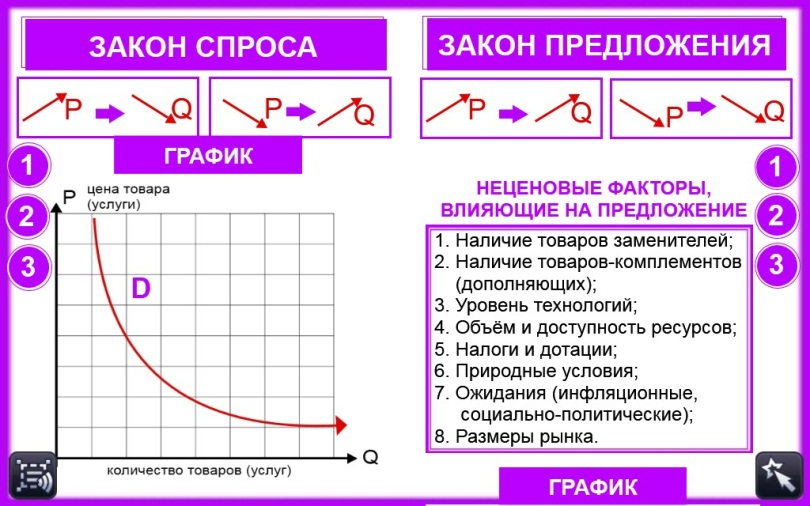 ЗАКОН СПРОСА
P
Q
P
Q
ГРАФИК
1
2
3
P
цена товара
(услуги)
D
Q
количество товаров (услуг)
ЗАКОН ПРЕДЛОЖЕНИЯ
P
Q
P
Q
1
2
3
НЕЦЕНОВЫЕ ФАКТОРЫ,
ВЛИЯЮЩИЕ НА ПРЕДЛОЖЕНИЕ
1. Наличие товаров заменителей;
2. Наличие товаров-комплементов
(дополняющих);
3. Уровень технологий;
4. Объём и доступность ресурсов;
5. Налоги и дотации;
6. Природные условия;
7. Ожидания (инфляционные,
социально-политические);
8. Размеры рынка.
ГРАФИК